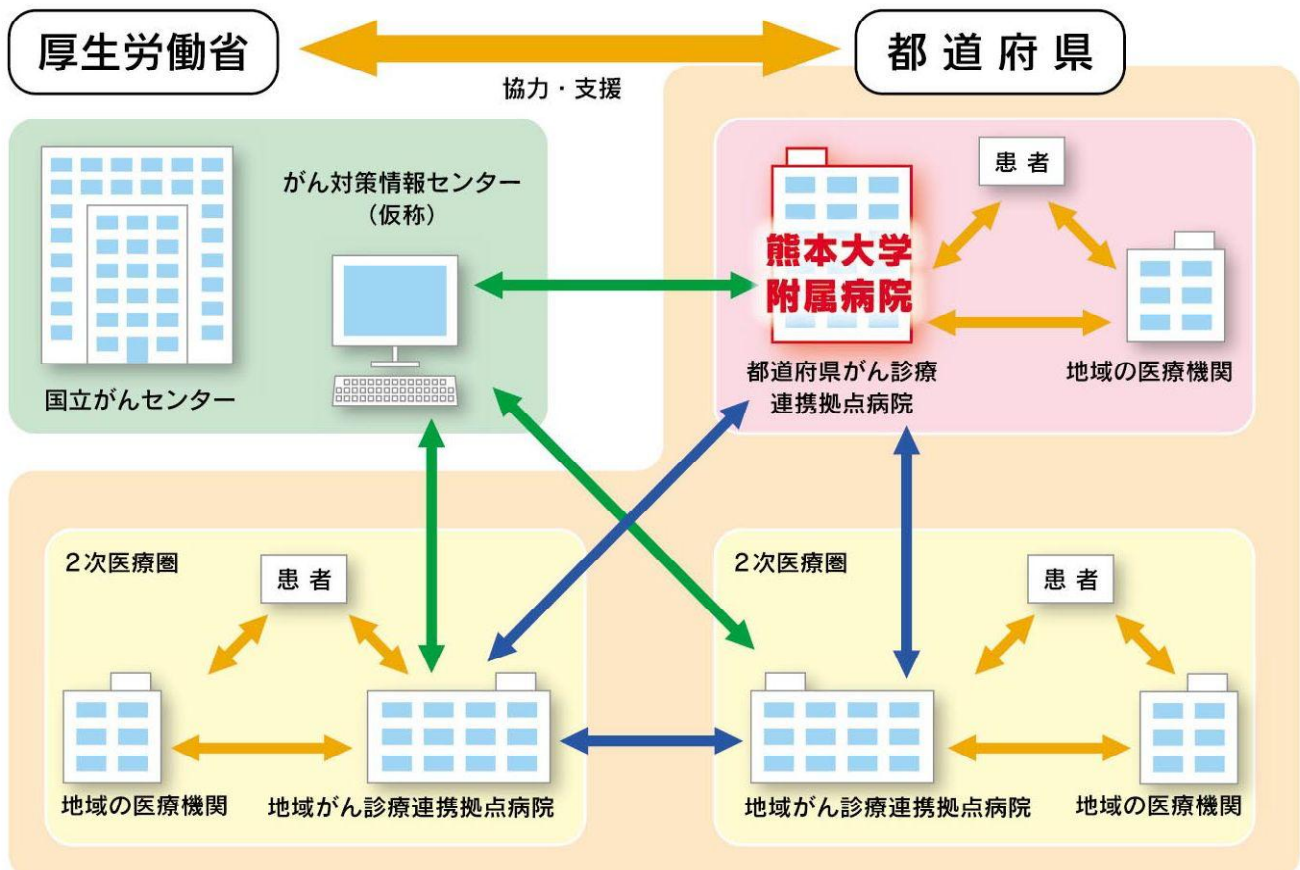 厚生労働省
都道府県
協力・支援
がん対策情報センター
（仮称）
国立がんセンター
患者
熊本大学
附属病院
都道府県がん診療
連携拠点病院
地域の医療機関
２次医療圏
患者
地域の医療機関
地域がん診療連携拠点病院
２次医療圏
患者
地域がん診療連携拠点病院
地域の医療機関